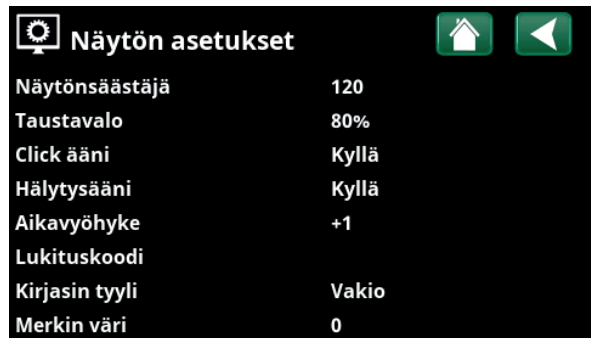 Näytön asetukset
Näytönsäästäjä 120
Taustavalo 80%
Click ääni Kyllä
Hälytysääni Kyllä
Aikavyöhyke +1
Lukituskoodi
Kirjasin tyyli Vakio
Merkin väri 0